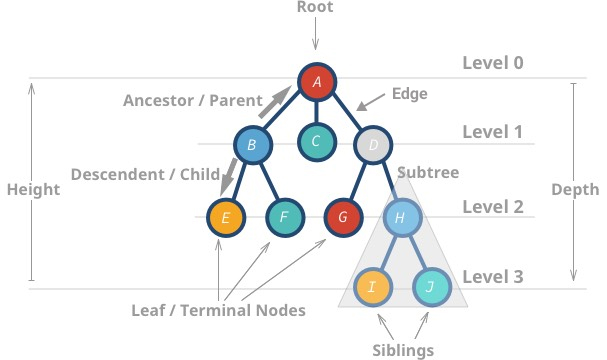 Root
Level 0
A
Ancestor / Parent
Edge
Level 1
B
C
D
Descendent / Child
Subtree
Height
Depth
Level 2
E
F
G
H
Level 3
I
J
Leaf / Terminal Nodes
Siblings